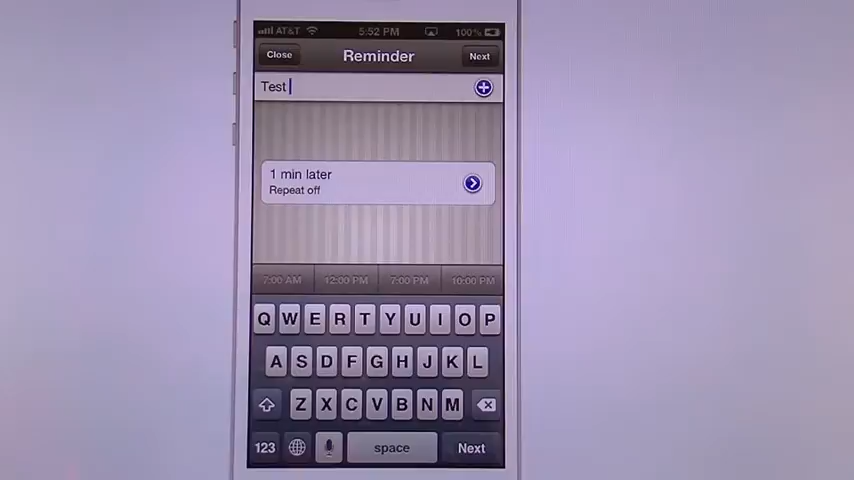 AT&T 5:52 PM 100%
Close Reminder Next
Test
1 min later
Repeat off
7:00 AM 12:00 PM 7:00 PM 10:00 PM
Q W E R T Y U I O P
A S D F G H J K L
Z X C V B N M
123 space Next